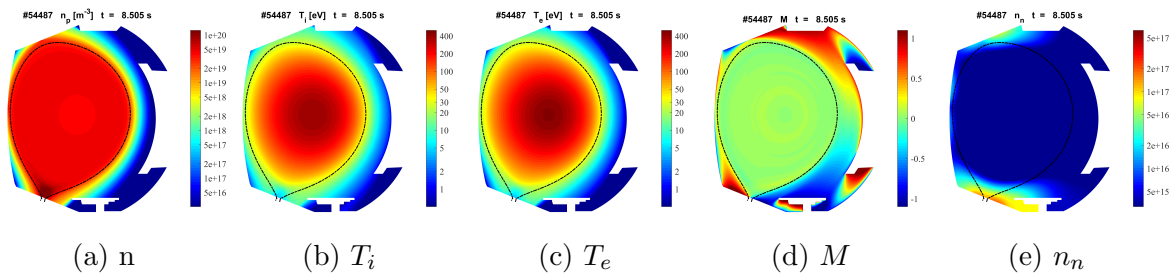 #54487 n_p [m^-3] t = 8.505 s
1e+20
5e+19
2e+19
1e+19
5e+18
2e+18
1e+18
5e+17
2e+17
1e+17
5e+16
(a) n
#54487 T_i [eV] t = 8.505 s
400
200
100
50
30
20
10
5
2
1
(b) T_i
#54487 T_e [eV] t = 8.505 s
400
200
100
50
30
20
10
5
2
1
(c) T_e
#54487 M t = 8.505 s
1
0.5
0
-0.5
-1
(d) M
#54487 n_n t = 8.505 s
5e+17
2e+17
1e+17
5e+16
2e+16
1e+16
5e+15
(e) n_n